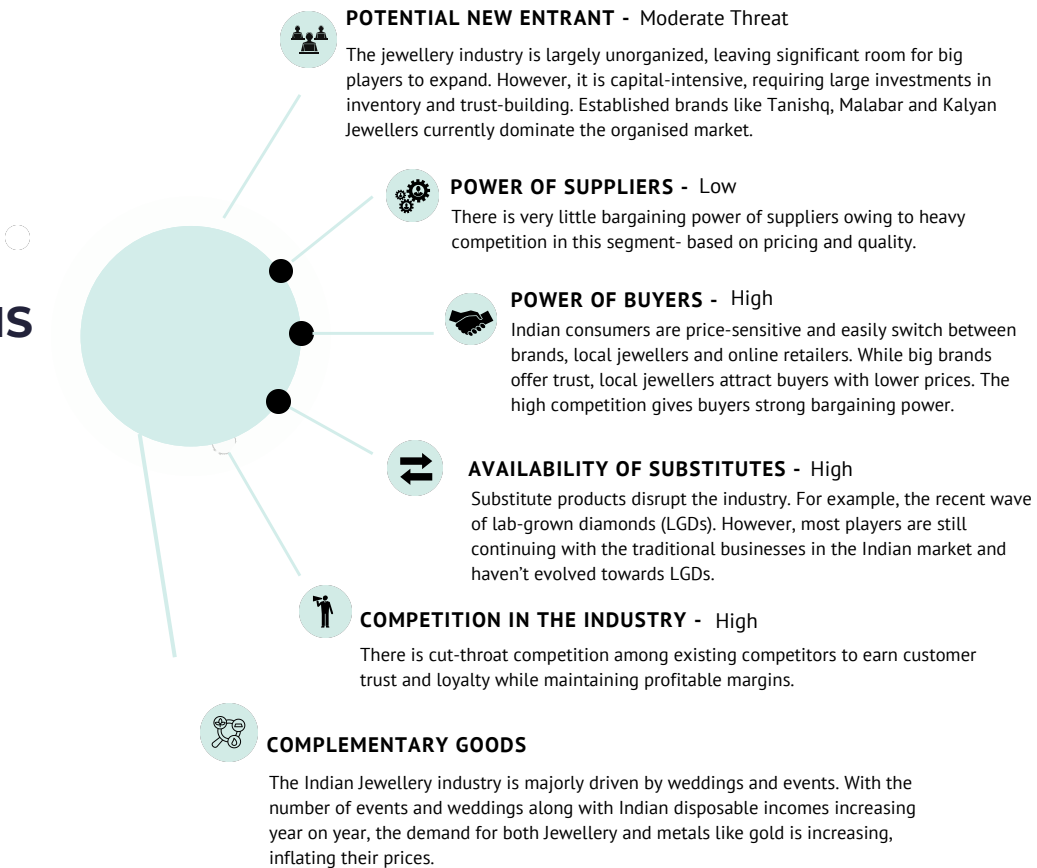 POTENTIAL NEW ENTRANT - Moderate Threat
The jewellery industry is largely unorganized, leaving significant room for big
players to expand. However, it is capital-intensive, requiring large investments in
inventory and trust-building. Established brands like Tanishq, Malabar and Kalyan
Jewellers currently dominate the organised market.
POWER OF SUPPLIERS - Low
There is very little bargaining power of suppliers owing to heavy
competition in this segment- based on pricing and quality.
POWER OF BUYERS - High
Indian consumers are price-sensitive and easily switch between
brands, local jewellers and online retailers. While big brands
offer trust, local jewellers attract buyers with lower prices. The
high competition gives buyers strong bargaining power.
AVAILABILITY OF SUBSTITUTES - High
Substitute products disrupt the industry. For example, the recent wave
of lab-grown diamonds (LGDs). However, most players are still
continuing with the traditional businesses in the Indian market and
haven’t evolved towards LGDs.
COMPETITION IN THE INDUSTRY - High
There is cut-throat competition among existing competitors to earn customer
trust and loyalty while maintaining profitable margins.
COMPLEMENTARY GOODS
The Indian Jewellery industry is majorly driven by weddings and events. With the
number of events and weddings along with Indian disposable incomes increasing
year on year, the demand for both Jewellery and metals like gold is increasing,
inflating their prices.